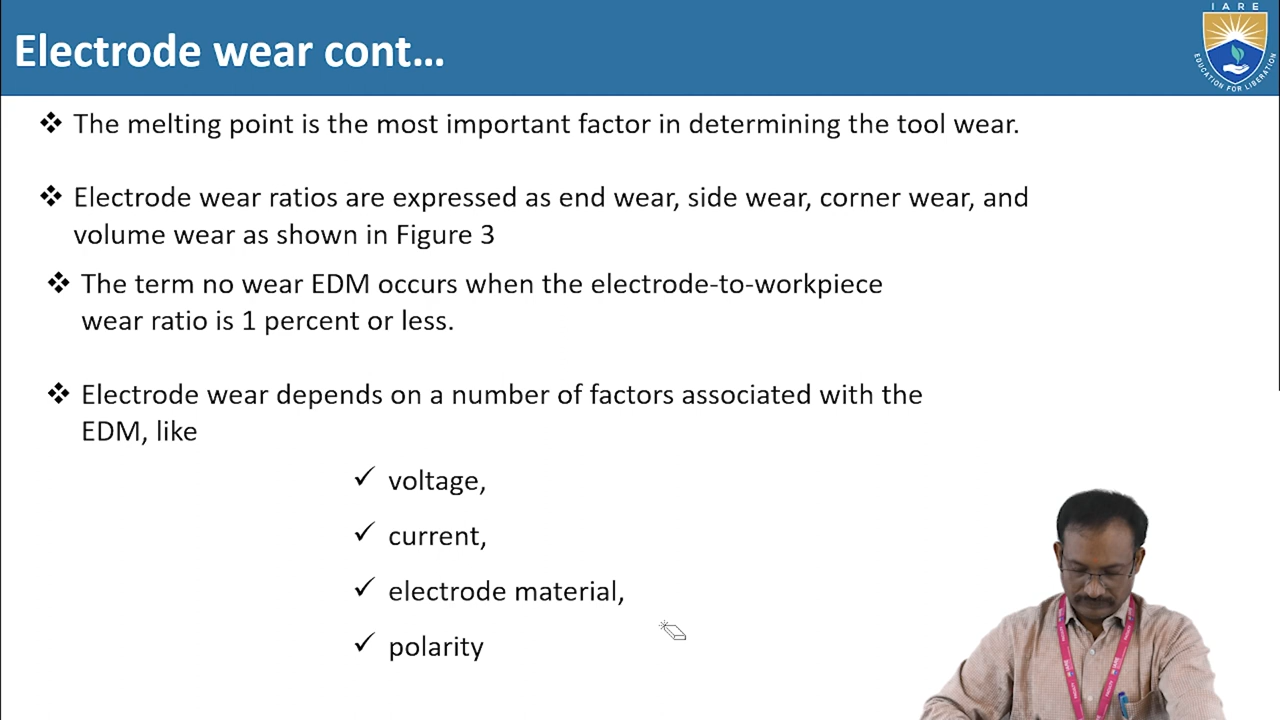 IARE
EDUCATION FOR LIBERATION
Electrode wear cont...
The melting point is the most important factor in determining the tool wear.
Electrode wear ratios are expressed as end wear, side wear, corner wear, and
volume wear as shown in Figure 3
The term no wear EDM occurs when the electrode-to-workpiece
wear ratio is 1 percent or less.
Electrode wear depends on a number of factors associated with the
EDM, like
voltage,
current,
electrode material,
polarity